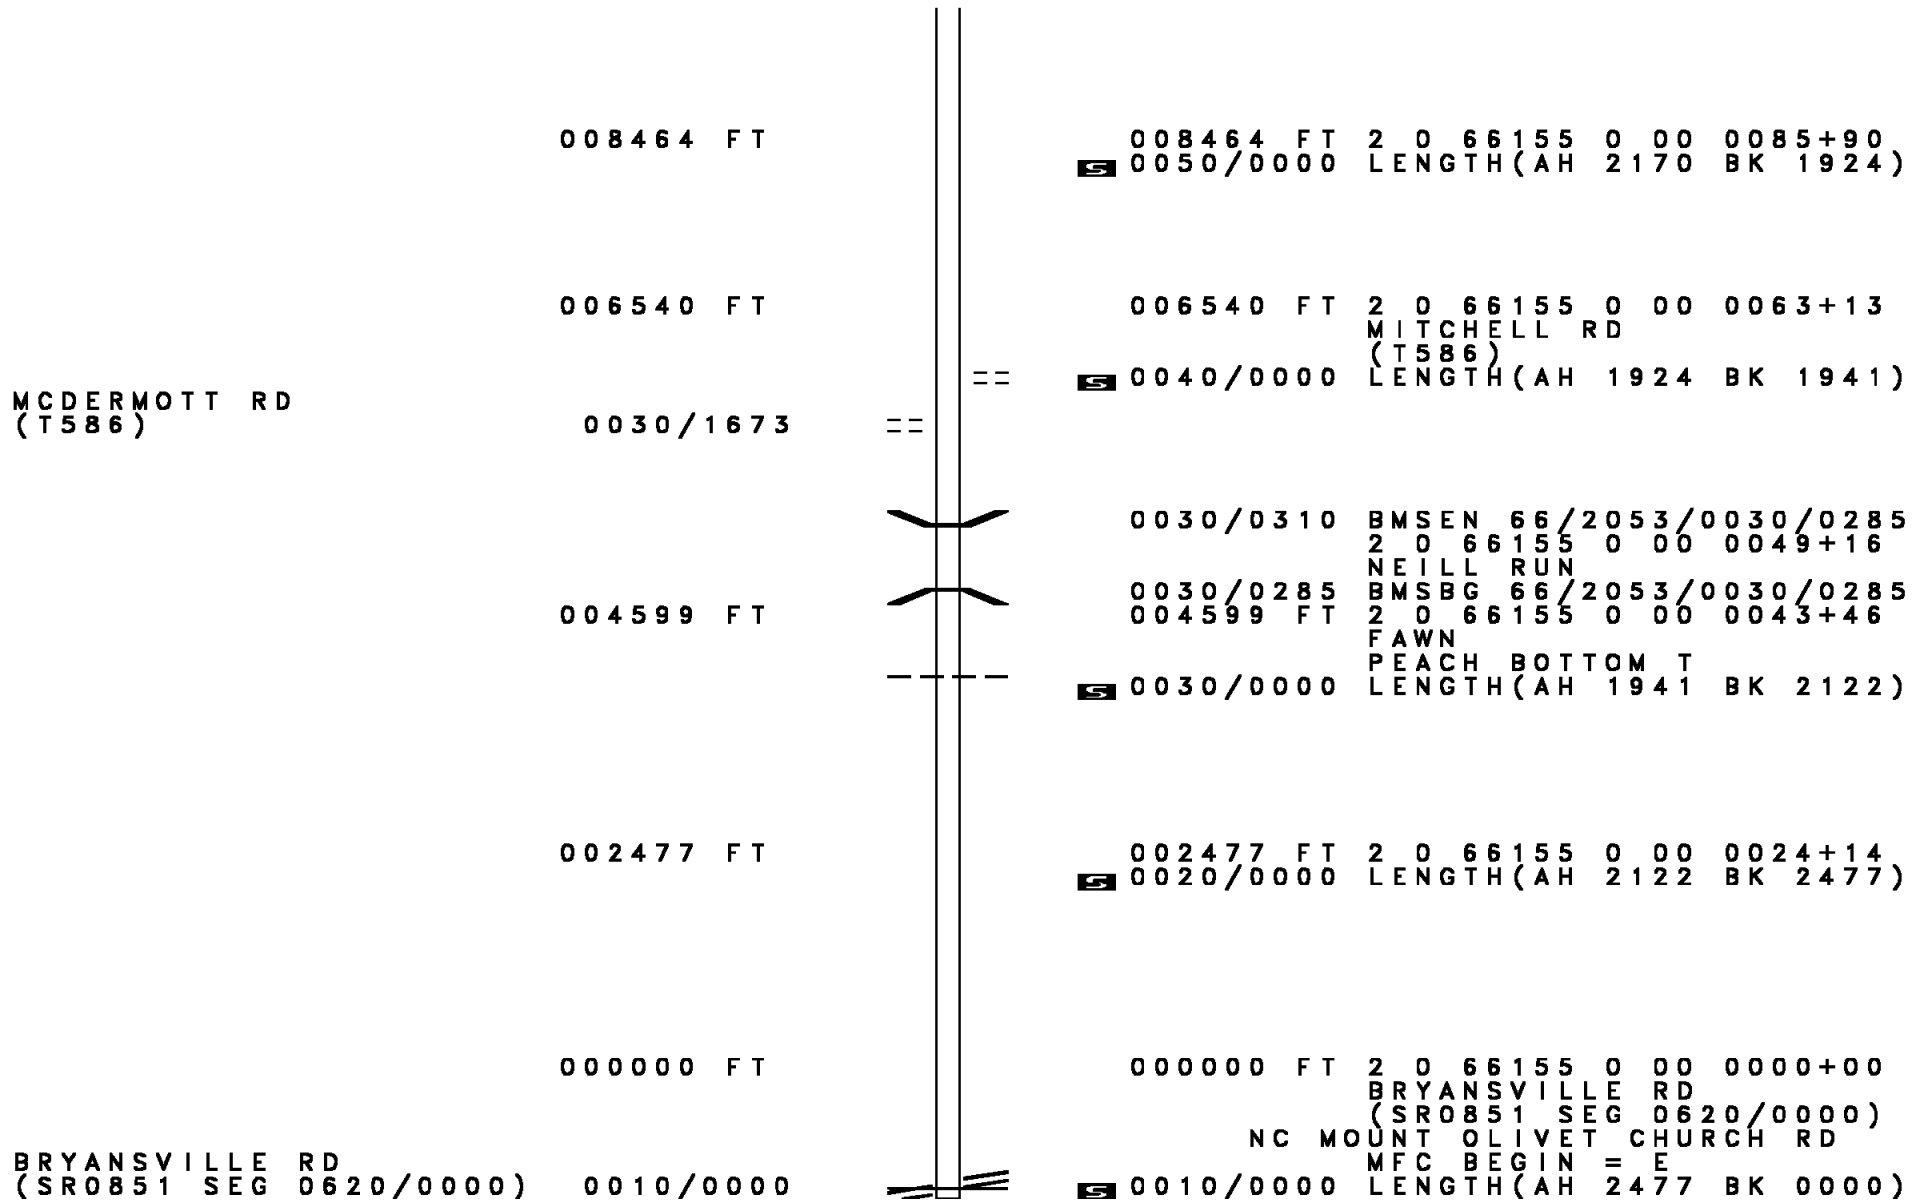 008464 FT 008464 FT 2 0 66155 0 00 0085+90
S 0050/0000 LENGTH(AH 2170 BK 1924)
006540 FT 006540 FT 2 0 66155 0 00 0063+13
MITCHELL RD
(T586)
S 0040/0000 LENGTH(AH 1924 BK 1941)
MCDERMOTT RD
(T586) 0030/1673
0030/0310 BMSEN 66/2053/0030/0285
2 0 66155 0 00 0049+16
NEILL RUN
0030/0285 BMSBG 66/2053/0030/0285
004599 FT 004599 FT 2 0 66155 0 00 0043+46
FAWN
PEACH BOTTOM T
S 0030/0000 LENGTH(AH 1941 BK 2122)
002477 FT 002477 FT 2 0 66155 0 00 0024+14
S 0020/0000 LENGTH(AH 2122 BK 2477)
000000 FT 000000 FT 2 0 66155 0 00 0000+00
BRYANSVILLE RD
(SR0851 SEG 0620/0000)
NC MOUNT OLIVET CHURCH RD
BRYANSVILLE RD MFC BEGIN = E
(SR0851 SEG 0620/0000) 0010/0000 S 0010/0000 LENGTH(AH 2477 BK 0000)